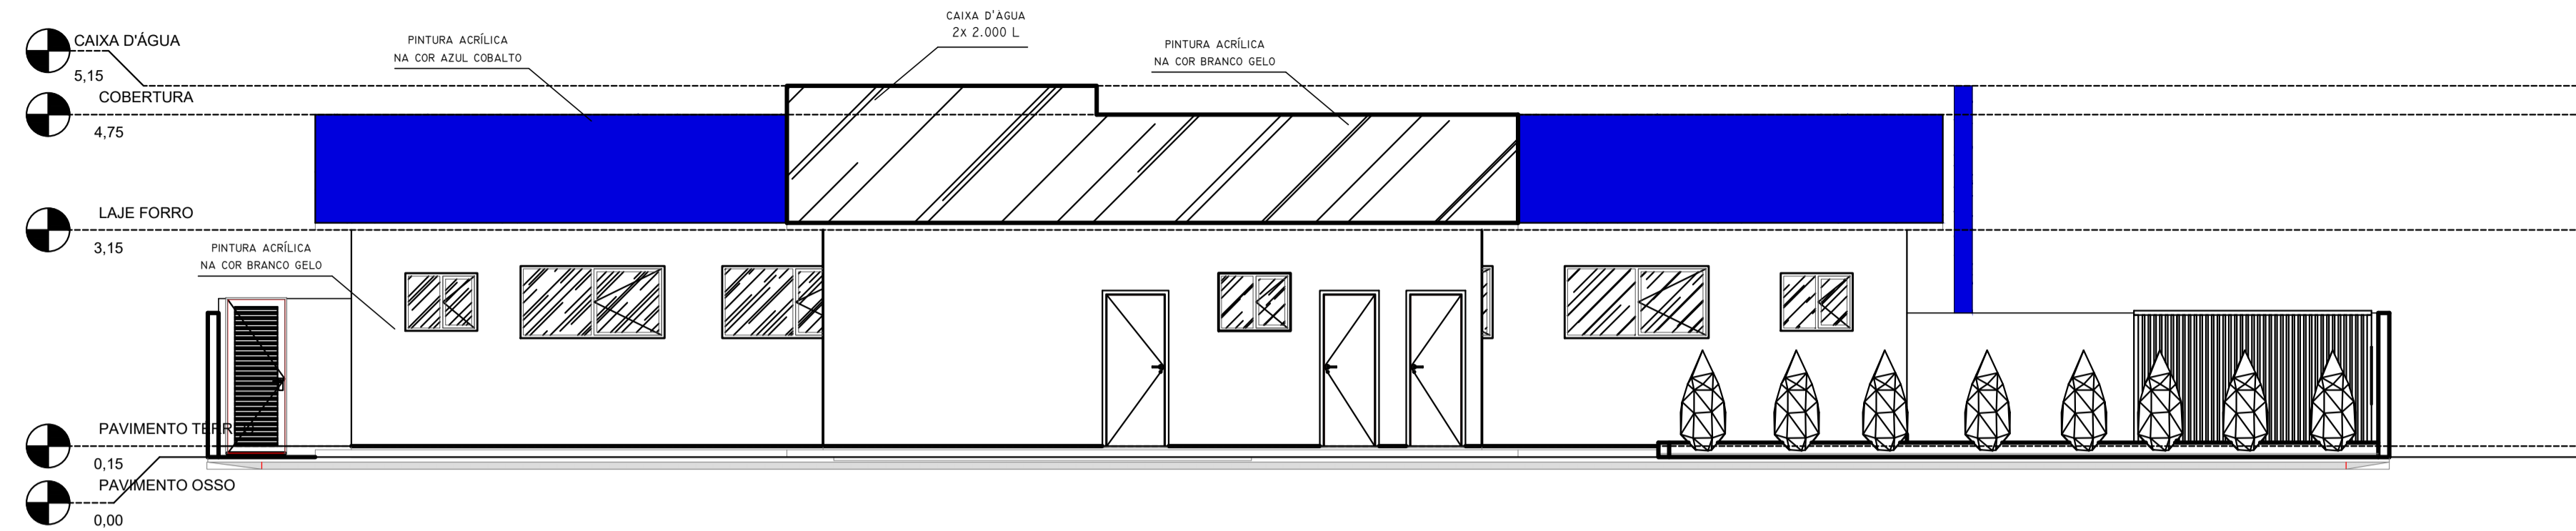 CAIXA D'ÁGUA
5,15
COBERTURA
4,75
LAJE FORRO
3,15
PAVIMENTO TERR
0,15
PAVIMENTO OSSO
0,00
PINTURA ACRÍLICA
NA COR AZUL COBALTO
CAIXA D'ÀGUA
2x 2.000 L
PINTURA ACRÍLICA
NA COR BRANCO GELO
PINTURA ACRÍLICA
NA COR BRANCO GELO